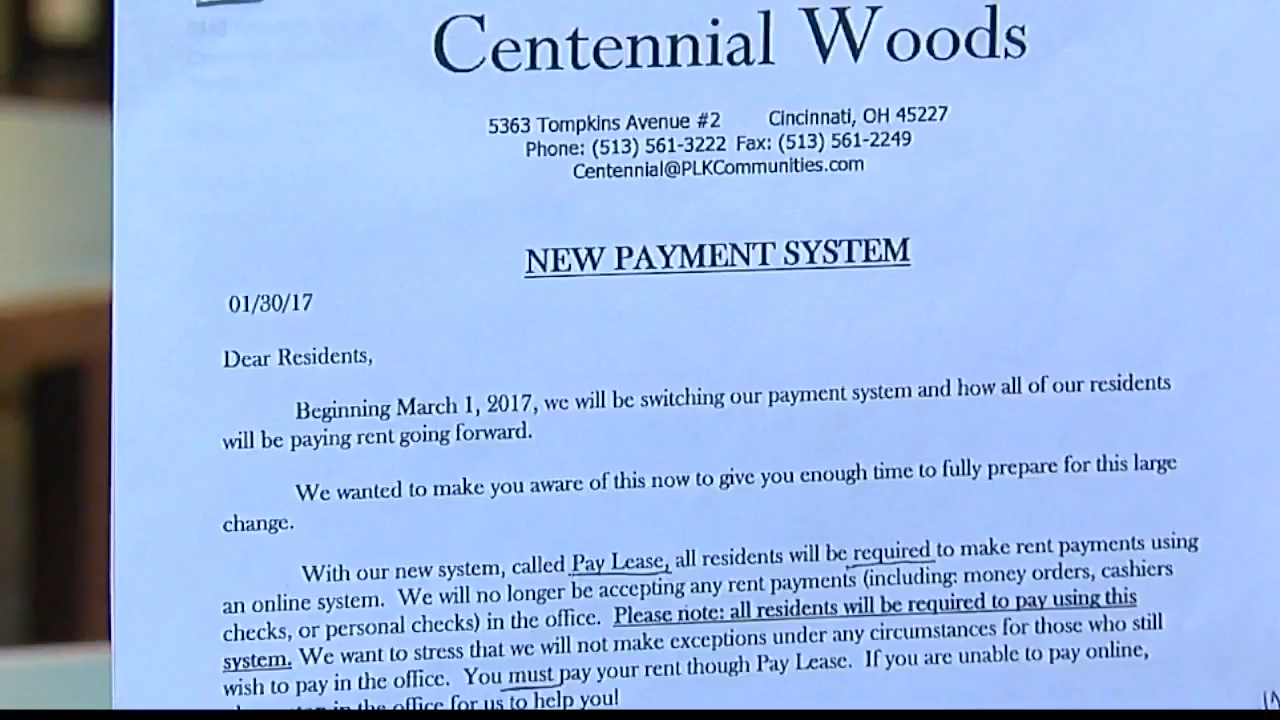 Centennial Woods
5363 Tompkins Avenue #2 Cincinnati, OH 45227
Phone: (513) 561-3222 Fax: (513) 561-2249
Centennial@PLKCommunities.com
NEW PAYMENT SYSTEM
01/30/17
Dear Residents,
Beginning March 1, 2017, we will be switching our payment system and how all of our residents
will be paying rent going forward.
We wanted to make you aware of this now to give you enough time to fully prepare for this large
change.
With our new system, called Pay Lease, all residents will be required to make rent payments using
an online system. We will no longer be accepting any rent payments (including: money orders, cashiers
checks, or personal checks) in the office. Please note: all residents will be required to pay using this
system. We want to stress that we will not make exceptions under any circumstances for those who still
wish to pay in the office. You must pay your rent though Pay Lease. If you are unable to pay online,
in the office for us to help you!